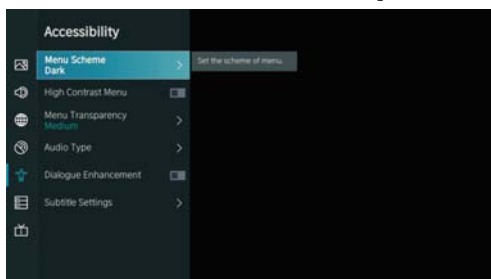 Accessibility
Menu Scheme
Dark
Set the scheme of menu.
High Contrast Menu
Menu Transparency
Medium
Audio Type
Dialogue Enhancement
Subtitle Settings